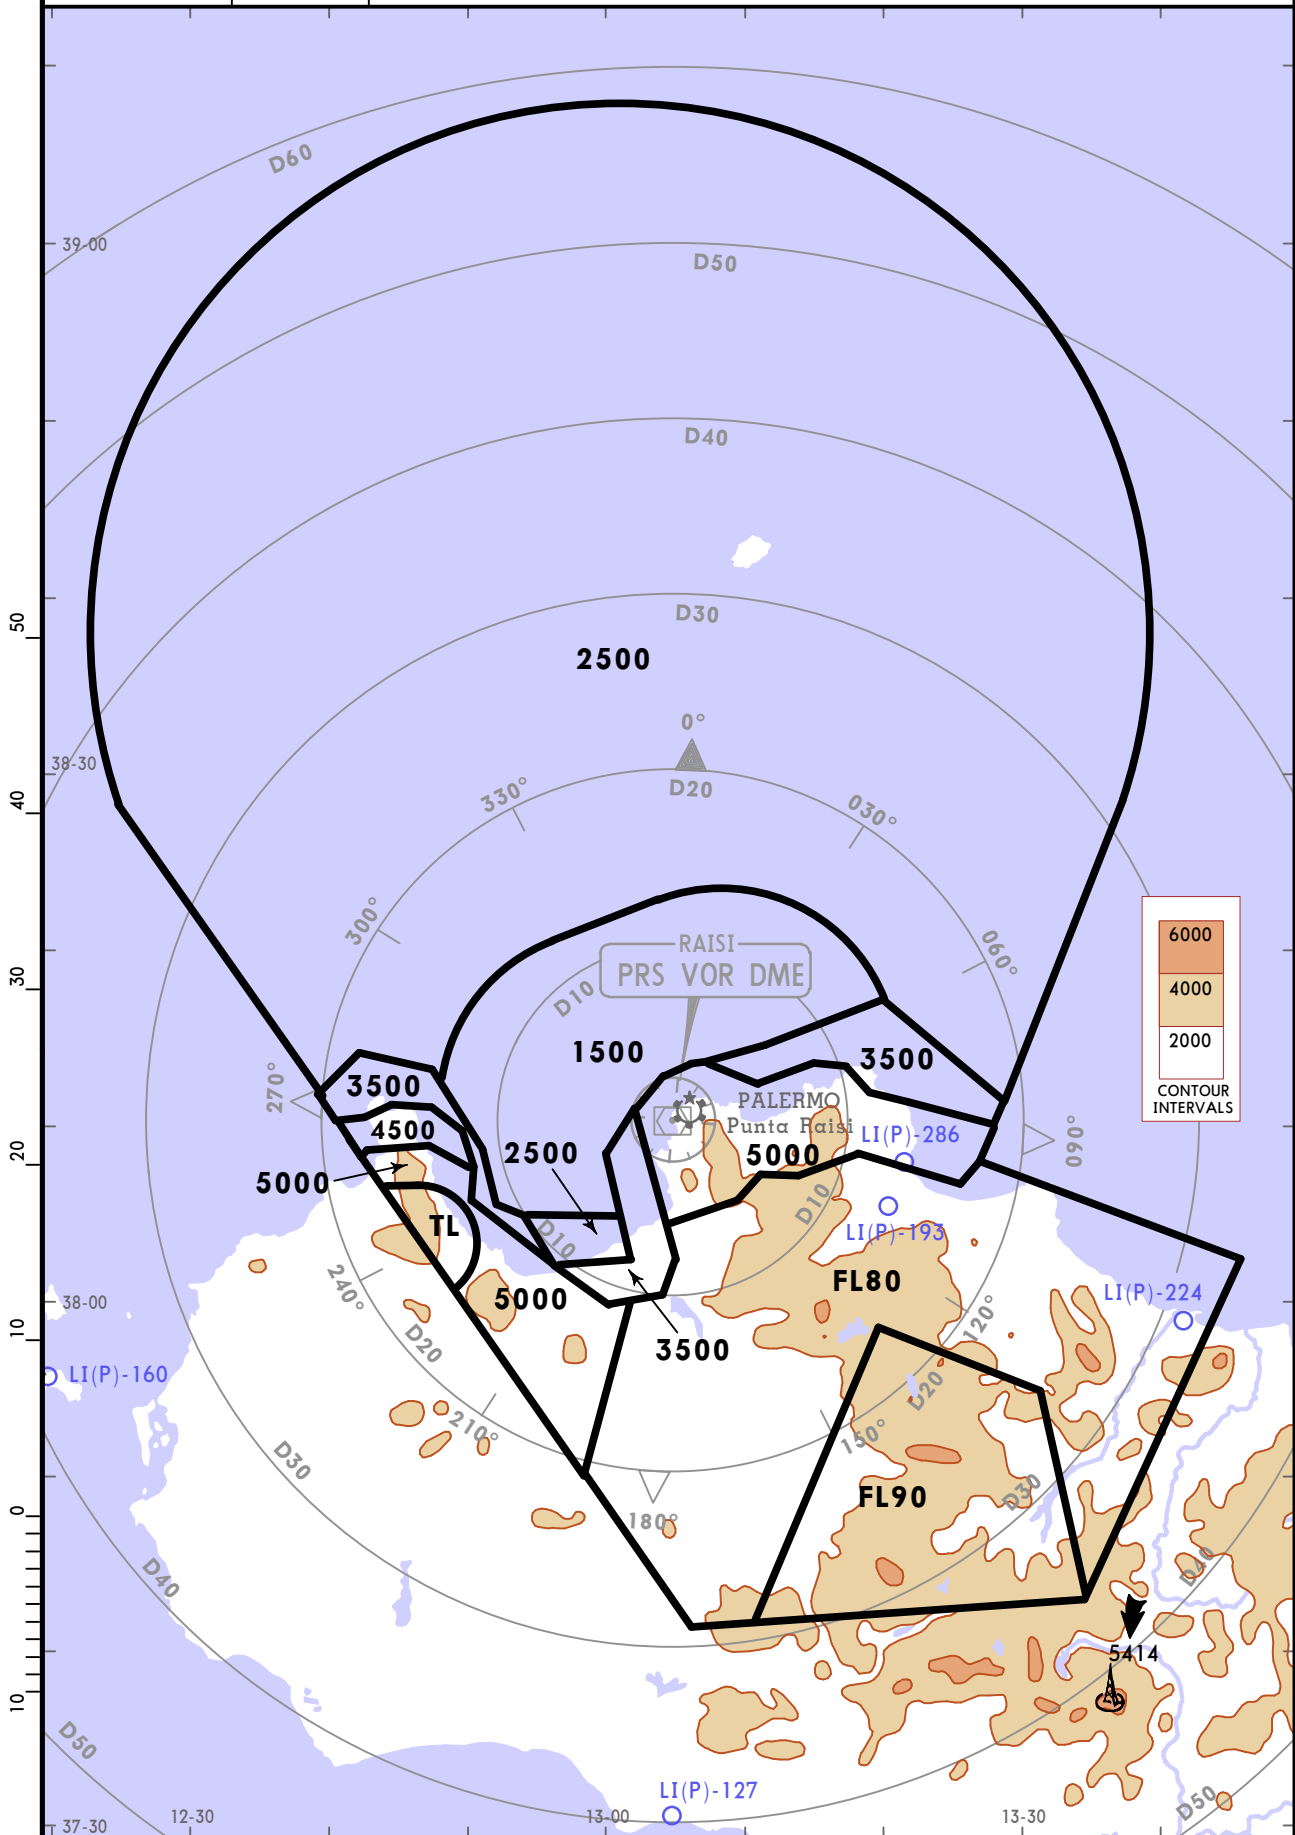 D60
39-00
D50
D40
D30
2500
0°
38-30
D20
330°
030°
300°
RAISI
PRS VOR DME
060°
6000
4000
2000
CONTOUR
INTERVALS
D10
1500
3500
270°
3500
PALERMO
Punta Raisi
4500
LI(P)-286
090°
2500
5000
5000
D10
TL
D10
LI(P)-193
FL80
240°
5000
LI(P)-224
38-00
120°
D20
3500
LI(P)-160
D20
210°
150°
D30
FL90
D30
180°
D40
D40
5414
D50
LI(P)-127
D50
37-30
12-30
13-00
13-30
50
40
30
20
10
0
10